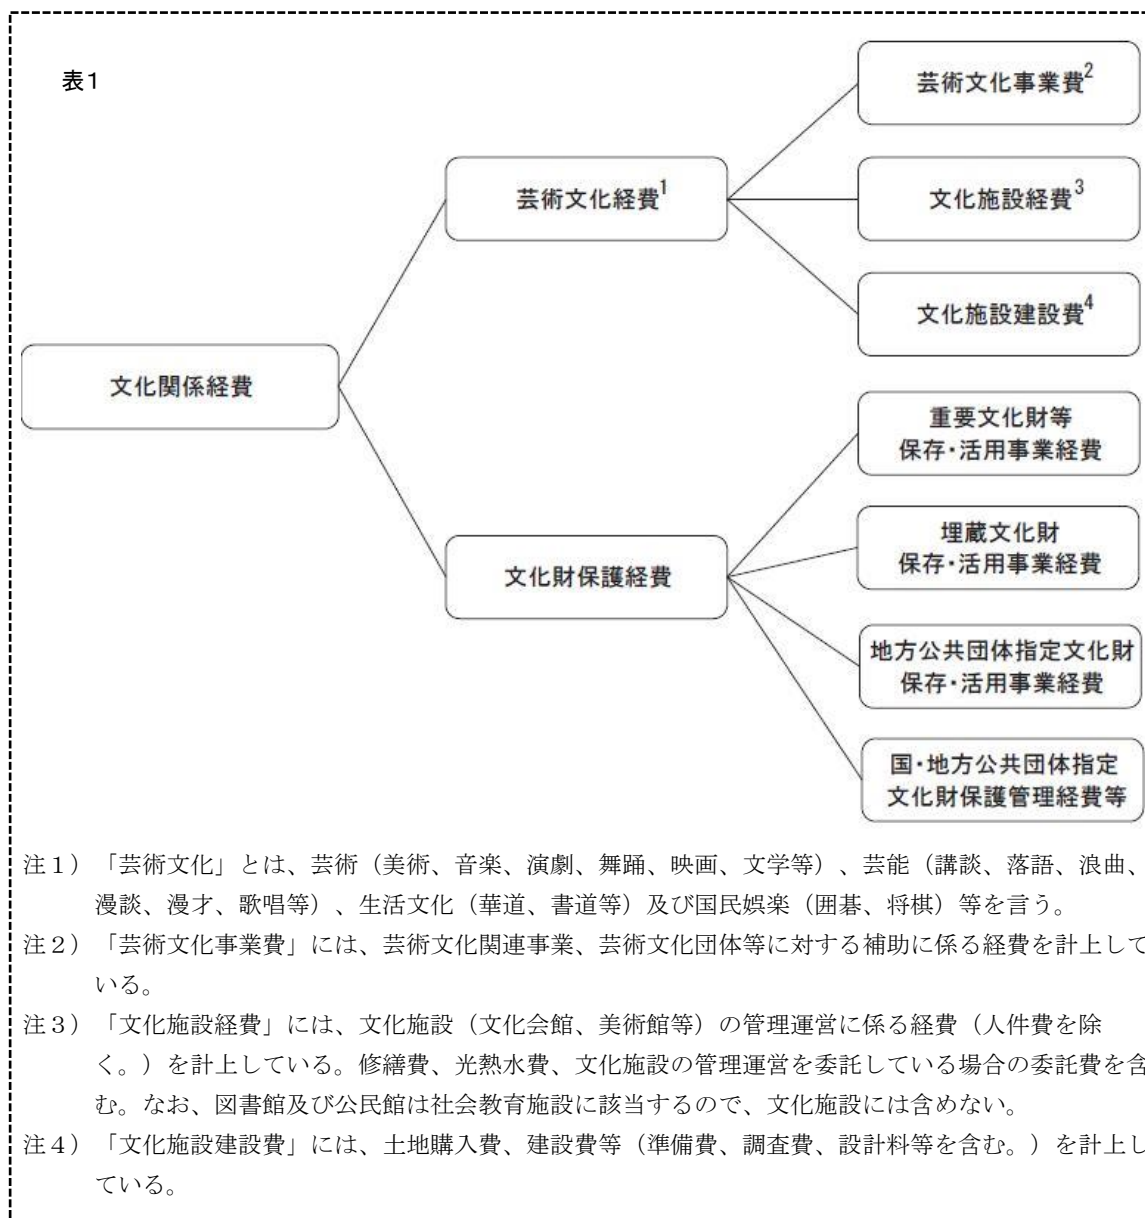 表1
芸術文化事業費2
芸術文化経費1
文化施設経費3
文化施設建設費4
文化関係経費
重要文化財等
保存・活用事業経費
埋蔵文化財
保存・活用事業経費
文化財保護経費
地方公共団体指定文化財
保存・活用事業経費
国・地方公共団体指定
文化財保護管理経費等
注1）「芸術文化」とは、芸術（美術、音楽、演劇、舞踊、映画、文学等）、芸能（講談、落語、浪曲、
漫談、漫才、歌唱等）、生活文化（華道、書道等）及び国民娯楽（囲碁、将棋）等を言う。
注2）「芸術文化事業費」には、芸術文化関連事業、芸術文化団体等に対する補助に係る経費を計上して
いる。
注3）「文化施設経費」には、文化施設（文化会館、美術館等）の管理運営に係る経費（人件費を除
く。）を計上している。修繕費、光熱水費、文化施設の管理運営を委託している場合の委託費を含
む。なお、図書館及び公民館は社会教育施設に該当するので、文化施設には含めない。
注4）「文化施設建設費」には、土地購入費、建設費等（準備費、調査費、設計料等を含む。）を計上し
ている。